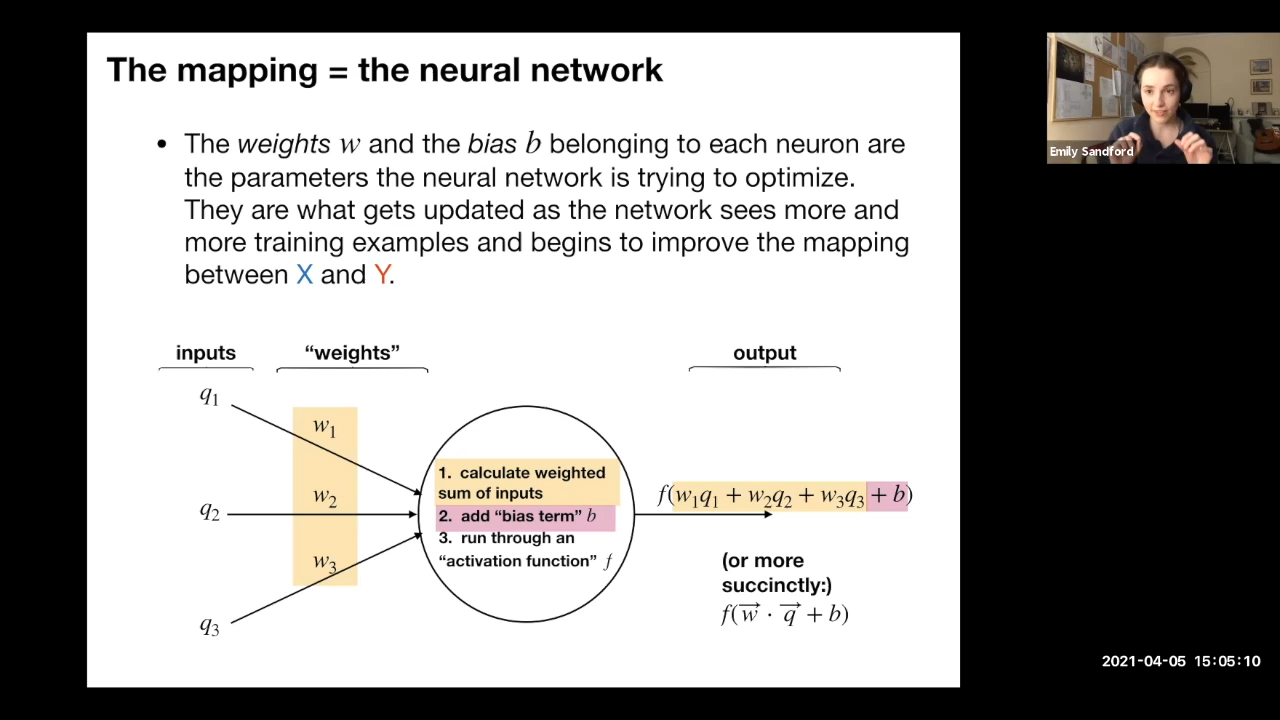 The mapping = the neural network
• The weights w and the bias b belonging to each neuron are
the parameters the neural network is trying to optimize.
They are what gets updated as the network sees more and
more training examples and begins to improve the mapping
between X and Y.
inputs
“weights”
output
q₁
w₁
w₂
q₂
w₃
q₃
1. calculate weighted
sum of inputs
2. add “bias term” b
3. run through an
“activation function” f
f(w₁q₁ + w₂q₂ + w₃q₃ + b)
(or more
succinctly:)
f(w⃗ · q⃗ + b)
Emily Sandford
2021-04-05 15:05:10